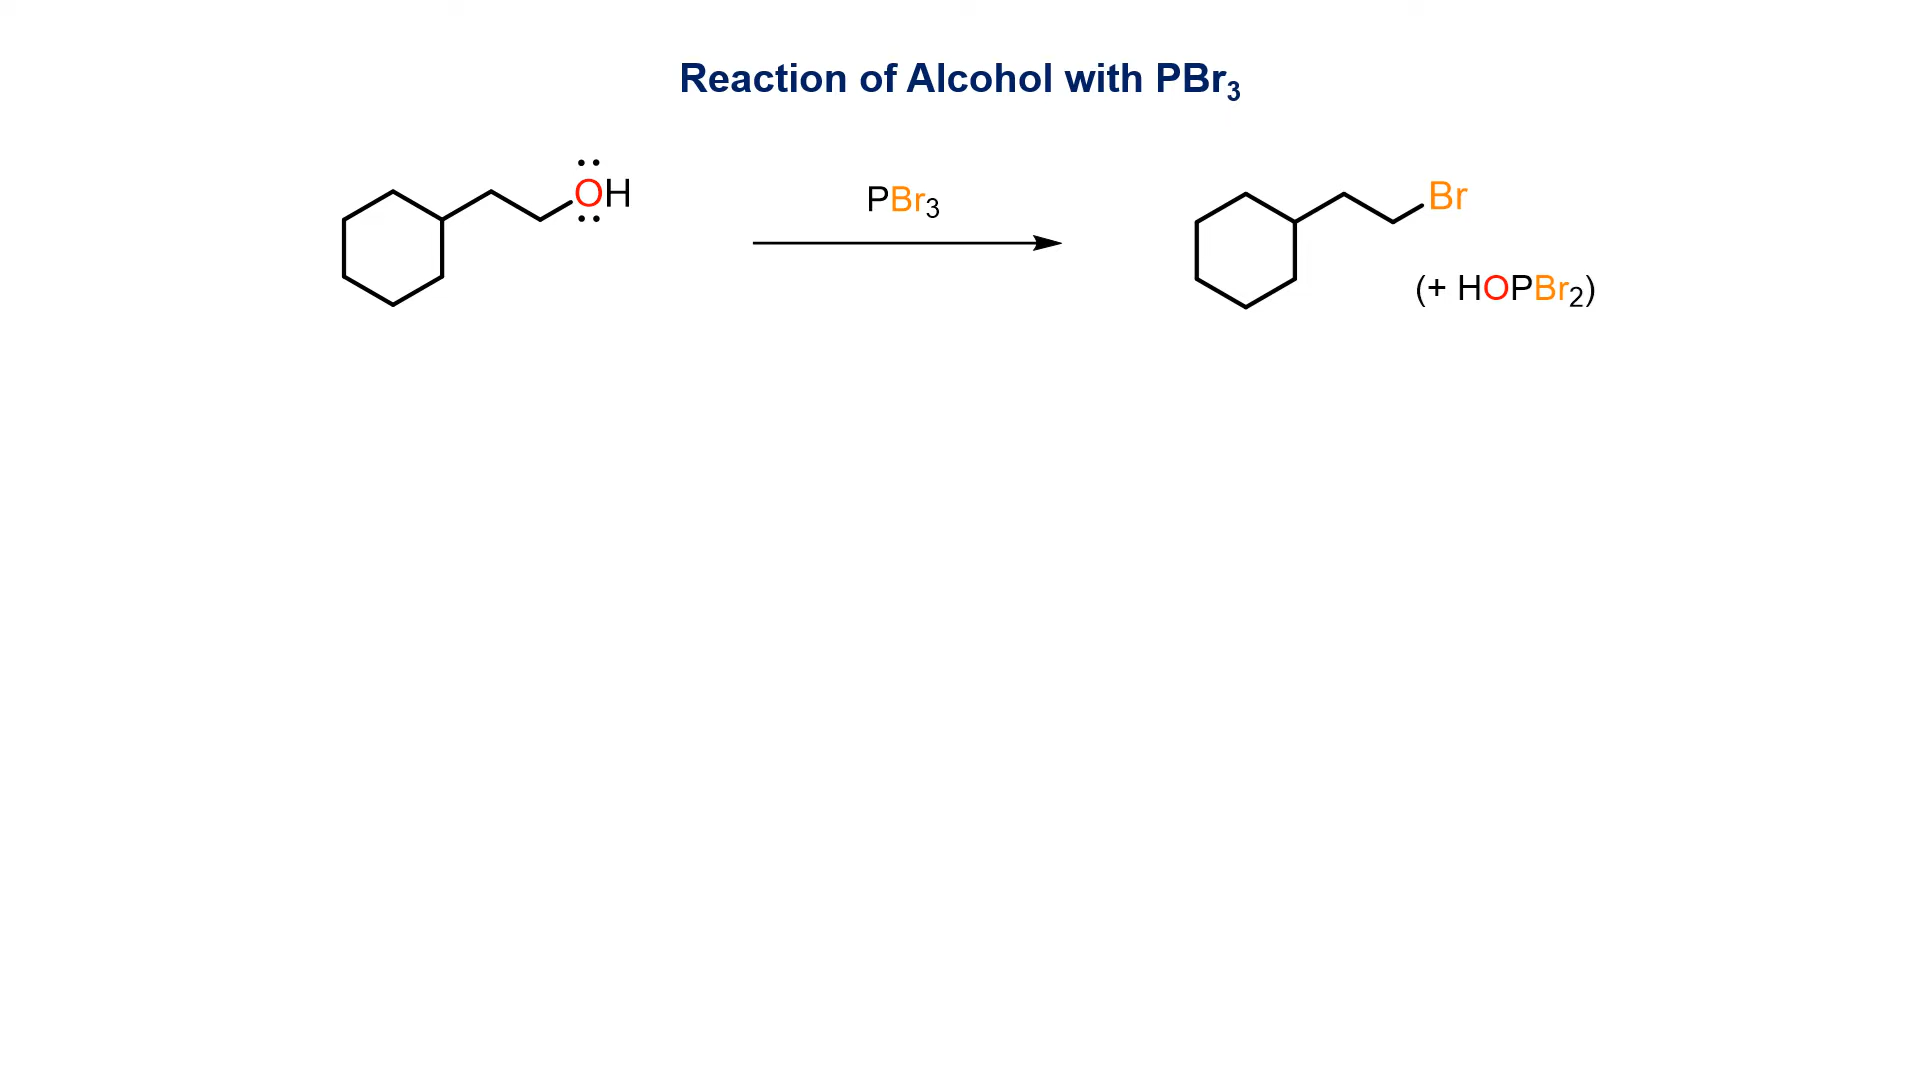 Reaction of Alcohol with PBr₃
OH
PBr₃
Br
(+ HOPBr₂)